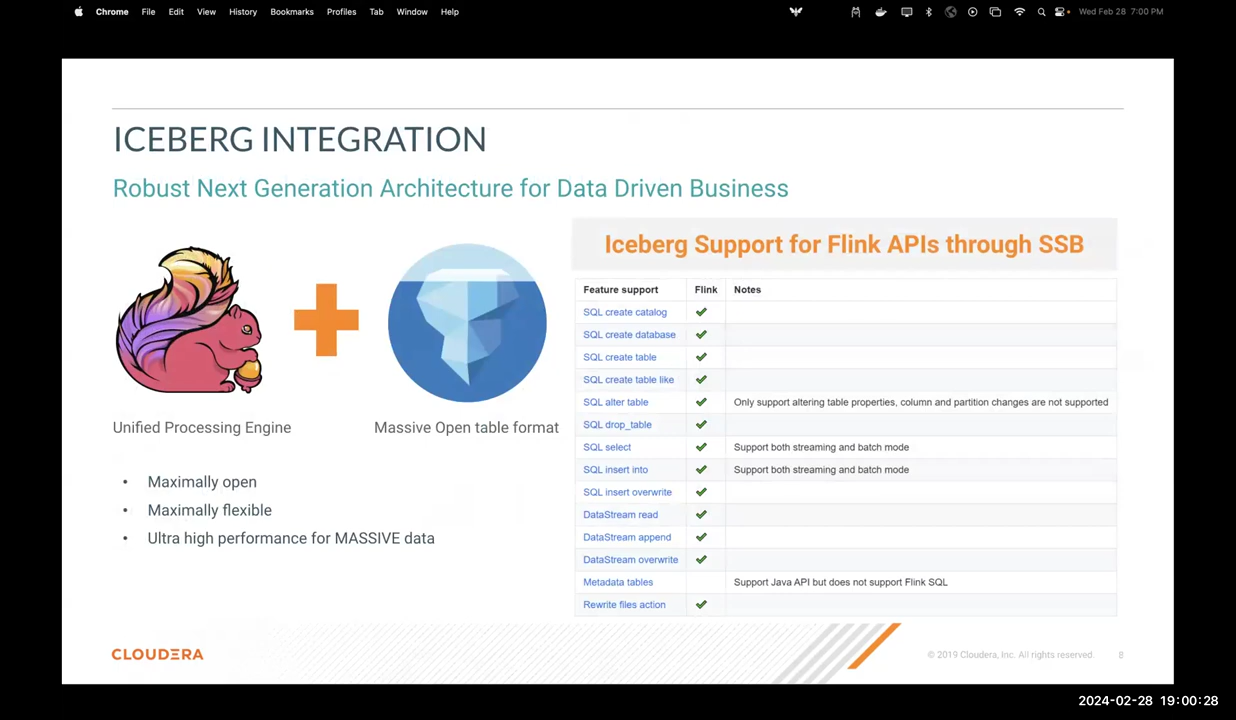 Chrome File Edit View History Bookmarks Profiles Tab Window Help Wed Feb 28 7:00 PM
ICEBERG INTEGRATION
Robust Next Generation Architecture for Data Driven Business
Unified Processing Engine
Massive Open table format
• Maximally open
• Maximally flexible
• Ultra high performance for MASSIVE data
Iceberg Support for Flink APIs through SSB
Feature support Flink Notes
SQL create catalog ✔
SQL create database ✔
SQL create table ✔
SQL create table like ✔
SQL alter table ✔ Only support altering table properties, column and partition changes are not supported
SQL drop_table ✔
SQL select ✔ Support both streaming and batch mode
SQL insert into ✔ Support both streaming and batch mode
SQL insert overwrite ✔
DataStream read ✔
DataStream append ✔
DataStream overwrite ✔
Metadata tables Support Java API but does not support Flink SQL
Rewrite files action ✔
CLOUDERA
© 2019 Cloudera, Inc. All rights reserved. 8
2024-02-28 19:00:28